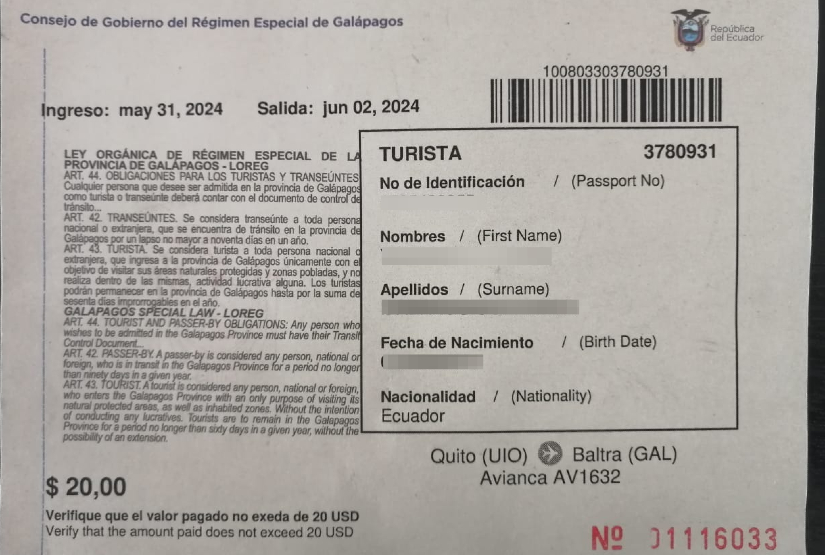 Consejo de Gobierno del Régimen Especial de Galápagos
República
del Ecuador
100803303780931
Ingreso: may 31, 2024 Salida: jun 02, 2024
LEY ORGÁNICA DE RÉGIMEN ESPECIAL DE LA
PROVINCIA DE GALÁPAGOS - LOREG
ART. 44. OBLIGACIONES PARA LOS TURISTAS Y TRANSEÚNTES
Cualquier persona que desee ser admitida en la provincia de Galápagos
como turista o transeúnte deberá contar con el documento de control de
tránsito...
ART. 42. TRANSEÚNTES. Se considera transeúnte a toda persona
nacional o extranjera, que se encuentra de tránsito en la provincia de
Galápagos por un lapso no mayor a noventa días en un año.
ART. 43. TURISTA. Se considera turista a toda persona nacional o
extranjera, que ingresa a la provincia de Galápagos únicamente con el
objetivo de visitar sus áreas naturales protegidas y zonas pobladas, y no
realiza dentro de las mismas, actividad lucrativa alguna. Los turistas
podrán permanecer en la provincia de Galápagos hasta por la suma de
sesenta días improrrogables en el año.
GALAPAGOS SPECIAL LAW - LOREG
ART. 44. TOURIST AND PASSER-BY OBLIGATIONS: Any person who
wishes to be admitted in the Galapagos Province must have their Transit
Control Document...
ART. 42. PASSER-BY. A passer-by is considered any person, national or
foreign, who is in transit in the Galapagos Province for a period no longer
than ninety days in a given year.
ART. 43. TOURIST. A tourist is considered any person, national or foreign,
who enters the Galapagos Province with an only purpose of visiting its
natural protected areas, as well as inhabited zones. Without the intention
of conducting any lucratives. Tourists are to remain in the Galapagos
Province for a period no longer than sixty days in a given year, without the
possibility of an extension.
TURISTA 3780931
No de Identificación / (Passport No)
Nombres / (First Name)
Apellidos / (Surname)
Fecha de Nacimiento / (Birth Date)
Nacionalidad / (Nationality)
Ecuador
Quito (UIO) Baltra (GAL)
Avianca AV1632
$ 20,00
Verifique que el valor pagado no exeda de 20 USD
Verify that the amount paid does not exceed 20 USD
Nº 01116033